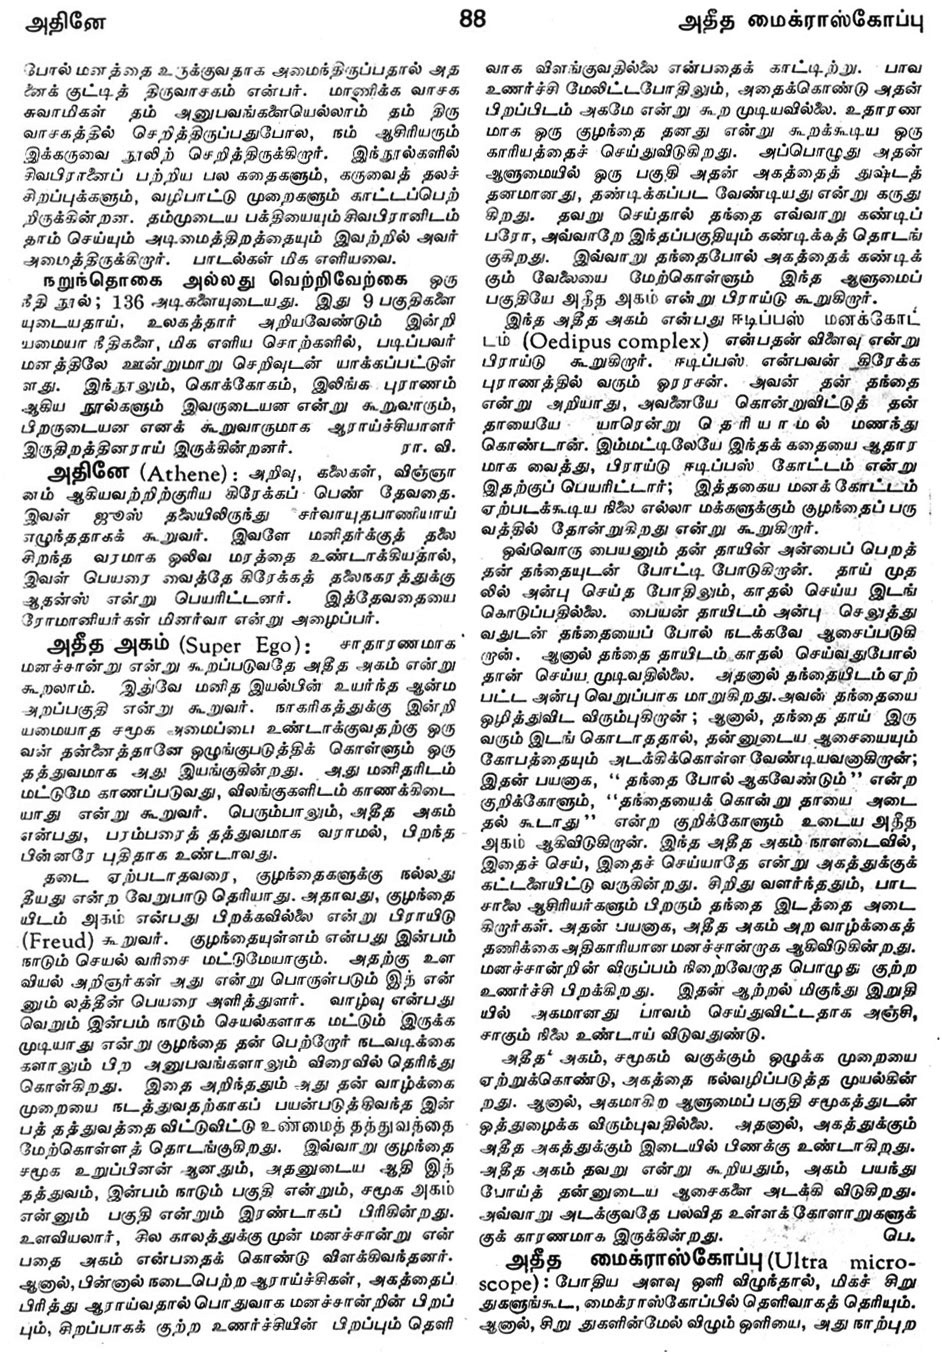 அதினே
88
அதீத மைக்ராஸ்கோப்பு
போல் மனத்தை உருக்குவதாக அமைந்திருப்பதால் அத
னைக் குட்டித் திருவாசகம் என்பர். மாணிக்க வாசக
சுவாமிகள் தம் அனுபவங்களையெல்லாம் தம் திரு
வாசகத்தில் செறித்திருப்பதுபோல, நம் ஆசிரியரும்
இக்கருவை நூலிற் செறித்திருக்கிறார். இந்நூல்களில்
சிவபிரானைப் பற்றிய பல கதைகளும், கருவைத் தலச்
சிறப்புக்களும், வழிபாட்டு முறைகளும் காட்டப்பெற்
றிருக்கின்றன. தம்முடைய பக்தியையும் சிவபிரானிடம்
தாம் செய்யும் அடிமைத்திறத்தையும் இவற்றில் அவர்
அமைத்திருக்கிறார். பாடல்கள் மிக எளியவை.
நறுந்தொகை அல்லது வெற்றிவேற்கை ஒரு
நீதி நூல்; 136 அடிகளையுடையது. இது 9 பகுதிகளை
யுடையதாய், உலகத்தார் அறியவேண்டும் இன்றி
யமையா நீதிகளை, மிக எளிய சொற்களில், படிப்பவர்
மனத்திலே ஊன்றுமாறு செறிவுடன் யாக்கப்பட்டுள்
ளது. இந்நூலும், கொக்கோகம், இலிங்க புராணம்
ஆகிய நூல்களும் இவருடையன என்று கூறுவாரும்,
பிறருடையன எனக் கூறுவாருமாக ஆராய்ச்சியாளர்
இருதிறத்தினராய் இருக்கின்றனர். ரா. வி.
அதினே (Athene): அறிவு, கலைகள், விஞ்ஞா
னம் ஆகியவற்றிற்குரிய கிரேக்கப் பெண் தேவதை.
இவள் ஜூஸ் தலையிலிருந்து சர்வாயுதபாணியாய்
எழுந்ததாகக் கூறுவர். இவளே மனிதர்க்குத் தலை
சிறந்த வரமாக ஒலிவ மரத்தை உண்டாக்கியதால்,
இவள் பெயரை வைத்தே கிரேக்கத் தலைநகரத்துக்கு
ஆதன்ஸ் என்று பெயரிட்டனர். இத்தேவதையை
ரோமானியர்கள் மினர்வா என்று அழைப்பர்.
அதீத அகம் (Super Ego): சாதாரணமாக
மனச்சான்று என்று கூறப்படுவதே அதீத அகம் என்று
கூறலாம். இதுவே மனித இயல்பின் உயர்ந்த ஆன்ம
அறப்பகுதி என்று கூறுவர். நாகரிகத்துக்கு இன்றி
யமையாத சமூக அமைப்பை உண்டாக்குவதற்கு ஒரு
வன் தன்னைத்தானே ஒழுங்குபடுத்திக் கொள்ளும் ஒரு
தத்துவமாக அது இயங்குகின்றது. அது மனிதரிடம்
மட்டுமே காணப்படுவது, விலங்குகளிடம் காணக்கிடை
யாது என்று கூறுவர். பெரும்பாலும், அதீத அகம்
என்பது, பரம்பரைத் தத்துவமாக வராமல், பிறந்த
பின்னரே புதிதாக உண்டாவது.
தடை ஏற்படாதவரை, குழந்தைகளுக்கு நல்லது
தீயது என்ற வேறுபாடு தெரியாது. அதாவது, குழந்தை
யிடம் அகம் என்பது பிறக்கவில்லை என்று பிராயிடு
(Freud) கூறுவர். குழந்தையுள்ளம் என்பது இன்பம்
நாடும் செயல் வரிசை மட்டுமேயாகும். அதற்கு உள
வியல் அறிஞர்கள் அது என்று பொருள்படும் இந் என்
னும் லத்தீன் பெயரை அளித்துளர். வாழ்வு என்பது
வெறும் இன்பம் நாடும் செயல்களாக மட்டும் இருக்க
முடியாது என்று குழந்தை தன் பெற்றோர் நடவடிக்கை
களாலும் பிற அனுபவங்களாலும் விரைவில் தெரிந்து
கொள்கிறது. இதை அறிந்ததும் அது தன் வாழ்க்கை
முறையை நடத்துவதற்காகப் பயன்படுத்திவந்த இன்
பத் தத்துவத்தை விட்டுவிட்டு உண்மைத் தத்துவத்தை
மேற்கொள்ளத் தொடங்குகிறது. இவ்வாறு குழந்தை
சமூக உறுப்பினன் ஆனதும், அதனுடைய ஆதி இந்
தத்துவம், இன்பம் நாடும் பகுதி என்றும், சமூக அகம்
என்னும் பகுதி என்றும் இரண்டாகப் பிரிகின்றது.
உளவியலார், சில காலத்துக்கு முன் மனச்சான்று என்
பதை அகம் என்பதைக் கொண்டு விளக்கிவந்தனர்.
ஆனால், பின்னால் நடைபெற்ற ஆராய்ச்சிகள், அகத்தைப்
பிரித்து ஆராய்வதால் பொதுவாக மனச்சான்றின் பிறப்
பும், சிறப்பாகக் குற்ற உணர்ச்சியின் பிறப்பும் தெளி
வாக விளங்குவதில்லை என்பதைக் காட்டிற்று. பாவ
உணர்ச்சி மேலிட்டபோதிலும், அதைக்கொண்டு அதன்
பிறப்பிடம் அகமே என்று கூற முடியவில்லை. உதாரண
மாக ஒரு குழந்தை தனது என்று கூறக்கூடிய ஒரு
காரியத்தைச் செய்துவிடுகிறது. அப்பொழுது அதன்
ஆளுமையில் ஒரு பகுதி அதன் அகத்தைத் துஷ்டத்
தனமானது, தண்டிக்கப்பட வேண்டியது என்று கருது
கிறது. தவறு செய்தால் தந்தை எவ்வாறு கண்டிப்
பரோ, அவ்வாறே இந்தப்பகுதியும் கண்டிக்கத் தொடங்
குகிறது. இவ்வாறு தந்தைபோல் அகத்தைக் கண்டிக்
கும் வேலையை மேற்கொள்ளும் இந்த ஆளுமைப்
பகுதியே அதீத அகம் என்று பிராய்டு கூறுகிறார்.
இந்த அதீத அகம் என்பது ஈடிப்பஸ் மனக்கோட்
டம் (Oedipus complex) என்பதன் விளைவு என்று
பிராய்டு கூறுகிறார். ஈடிப்பஸ் என்பவன் கிரேக்க
புராணத்தில் வரும் ஓரரசன். அவன் தன் தந்தை
என்று அறியாது, அவனையே கொன்றுவிட்டுத் தன்
தாயையே யாரென்று தெரியாமல் மணந்து
கொண்டான். இம்மட்டிலேயே இந்தக் கதையை ஆதார
மாக வைத்து, பிராய்டு ஈடிப்பஸ் கோட்டம் என்று
இதற்குப் பெயரிட்டார்; இத்தகைய மனக் கோட்டம்
ஏற்படக்கூடிய நிலை எல்லா மக்களுக்கும் குழந்தைப் பரு
வத்தில் தோன்றுகிறது என்று கூறுகிறார்.
ஒவ்வொரு பையனும் தன் தாயின் அன்பைப் பெறத்
தன் தந்தையுடன் போட்டி போடுகிறான். தாய் முத
லில் அன்பு செய்த போதிலும், காதல் செய்ய இடங்
கொடுப்பதில்லை. பையன் தாயிடம் அன்பு செலுத்து
வதுடன் தந்தையைப் போல் நடக்கவே ஆசைப்படுகி
றான். ஆனால் தந்தை தாயிடம் காதல் செய்வதுபோல்
தான் செய்ய முடிவதில்லை. அதனால் தந்தையிடம் ஏற்
பட்ட அன்பு வெறுப்பாக மாறுகிறது. அவன் தந்தையை
ஒழித்துவிட விரும்புகிறான்; ஆனால், தந்தை தாய் இரு
வரும் இடங் கொடாததால், தன்னுடைய ஆசையையும்
கோபத்தையும் அடக்கிக்கொள்ள வேண்டியவனாகிறான்;
இதன் பயனாக, "தந்தை போல் ஆகவேண்டும்" என்ற
குறிக்கோளும், "தந்தையைக் கொன்று தாயை அடை
தல் கூடாது" என்ற குறிக்கோளும் உடைய அதீத
அகம் ஆகிவிடுகிறான். இந்த அதீத அகம் நாளடைவில்,
இதைச் செய், இதைச் செய்யாதே என்று அகத்துக்குக்
கட்டளையிட்டு வருகின்றது. சிறிது வளர்ந்ததும், பாட
சாலை ஆசிரியர்களும் பிறரும் தந்தை இடத்தை அடை
கிறார்கள். அதன் பயனாக, அதீத அகம் அற வாழ்க்கைத்
தணிக்கை அதிகாரியான மனச்சான்றாக ஆகிவிடுகின்றது.
மனச்சான்றின் விருப்பம் நிறைவேறாத பொழுது குற்ற
உணர்ச்சி பிறக்கிறது. இதன் ஆற்றல் மிகுந்து இறுதி
யில் அகமானது பாவம் செய்துவிட்டதாக அஞ்சி,
சாகும் நிலை உண்டாய் விடுவதுண்டு.
அதீத அகம், சமூகம் வகுக்கும் ஒழுக்க முறையை
ஏற்றுக்கொண்டு, அகத்தை நல்வழிப்படுத்த முயல்கின்
றது. ஆனால், அகமாகிற ஆளுமைப் பகுதி சமூகத்துடன்
ஒத்துழைக்க விரும்புவதில்லை. அதனால், அகத்துக்கும்
அதீத அகத்துக்கும் இடையில் பிணக்கு உண்டாகிறது.
அதீத அகம் தவறு என்று கூறியதும், அகம் பயந்து
போய்த் தன்னுடைய ஆசைகளை அடக்கி விடுகிறது.
அவ்வாறு அடக்குவதே பலவித உள்ளக் கோளாறுகளுக்
குக் காரணமாக இருக்கின்றது. பெ.
அதீத மைக்ராஸ்கோப்பு (Ultra micro-
scope): போதிய அளவு ஒளி விழுந்தால், மிகச் சிறு
துகளுங்கூட, மைக்ராஸ்கோப்பில் தெளிவாகத் தெரியும்.
ஆனால், சிறு துகளின்மேல் விழும் ஒளியை, அது நாற்புற